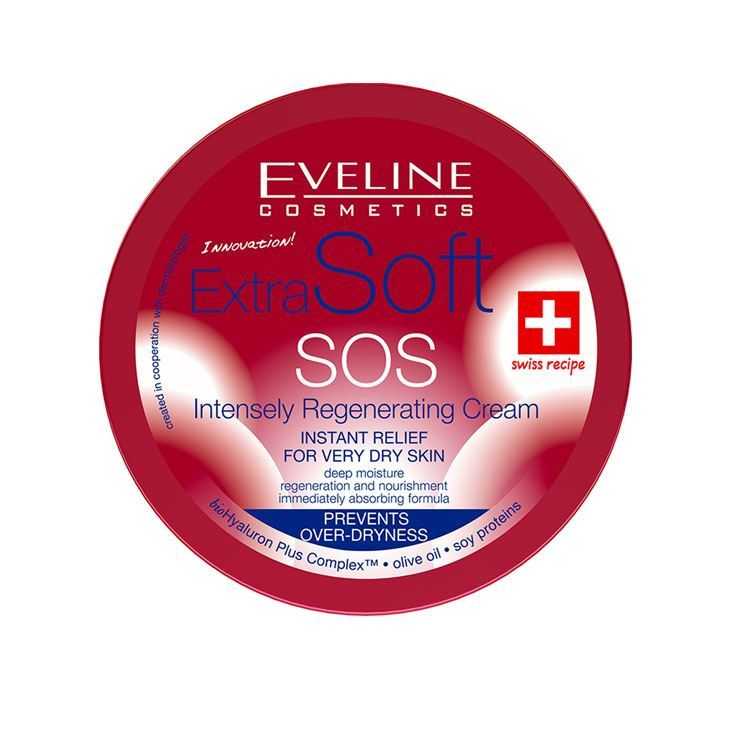 EVELINE
COSMETICS
INNOVATION!
Extra Soft
SOS
swiss recipe
Intensely Regenerating Cream
INSTANT RELIEF
FOR VERY DRY SKIN
deep moisture
regeneration and nourishment
immediately absorbing formula
PREVENTS
OVER-DRYNESS
bioHyaluron Plus Complex™ • olive oil • soy proteins
created in cooperation with dermatologist